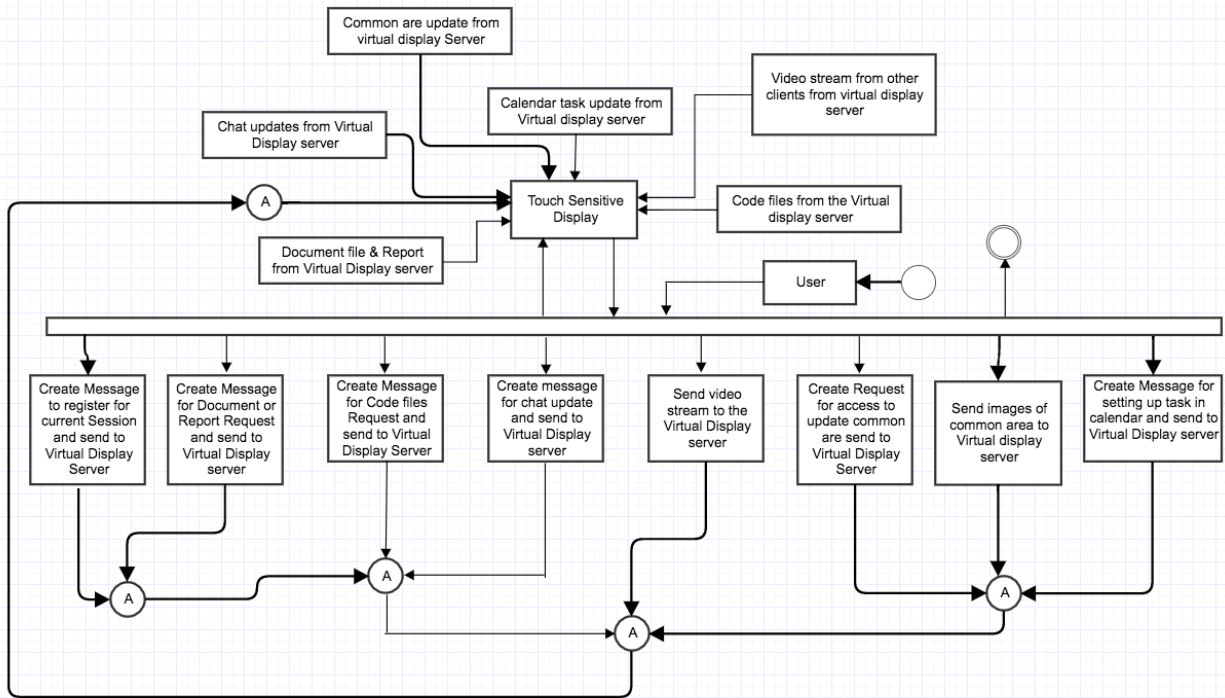 Common are update from
virtual display Server
Video stream from other
clients from virtual display
server
Calendar task update from
Virtual display server
Chat updates from Virtual
Display server
Touch Sensitive
Display
A
Code files from the Virtual
display server
Document file & Report
from Virtual Display server
User
Create Message
to register for
current Session
and send to
Virtual Display
Server
Create Message
for Document or
Report Request
and send to
Virtual Display
server
Create Message
for Code files
Request and
send to Virtual
Display Server
Create message
for chat update
and send to
Virtual Display
server
Send video
stream to the
Virtual Display
server
Create Request
for access to
update common
are send to
Virtual Display
Server
Send images of
common area to
Virtual display
server
Create Message for
setting up task in
calendar and send to
Virtual Display server
A
A
A
A